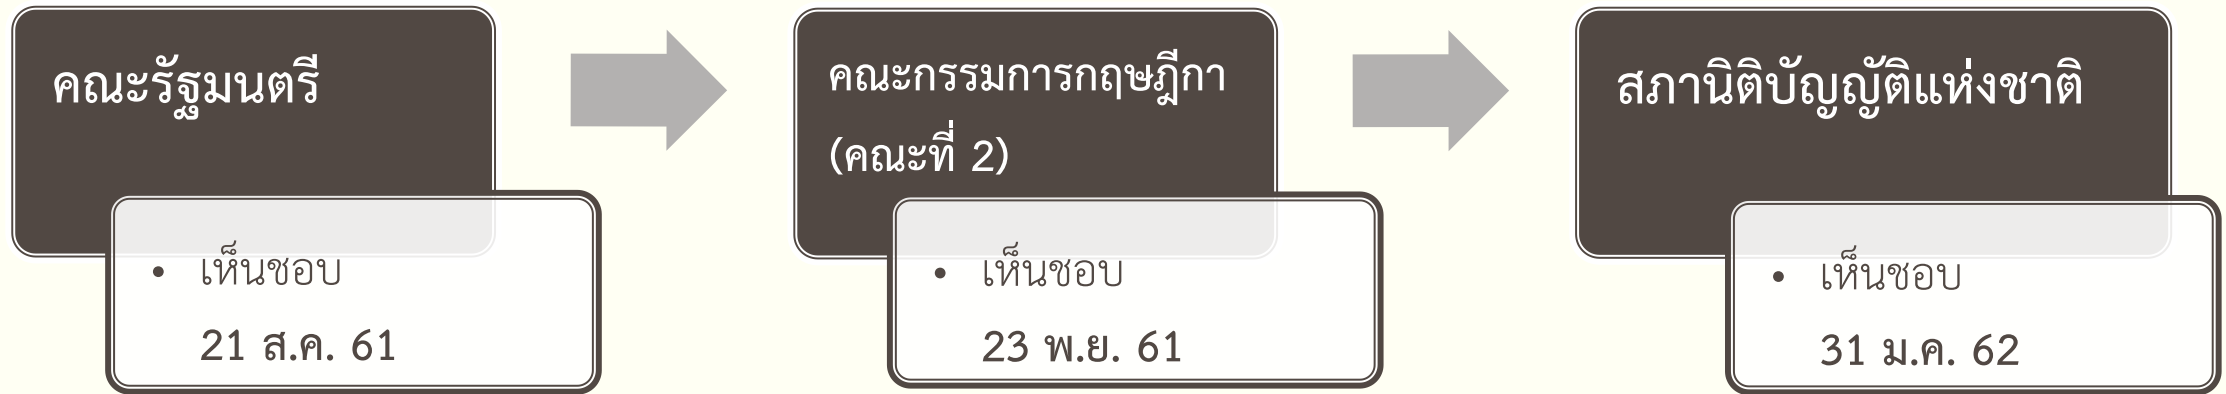 คณะรัฐมนตรี
• เห็นชอบ
21 ส.ค. 61
คณะกรรมการกฤษฎีกา
(คณะที่ 2)
• เห็นชอบ
23 พ.ย. 61
สภานิติบัญญัติแห่งชาติ
• เห็นชอบ
31 ม.ค. 62